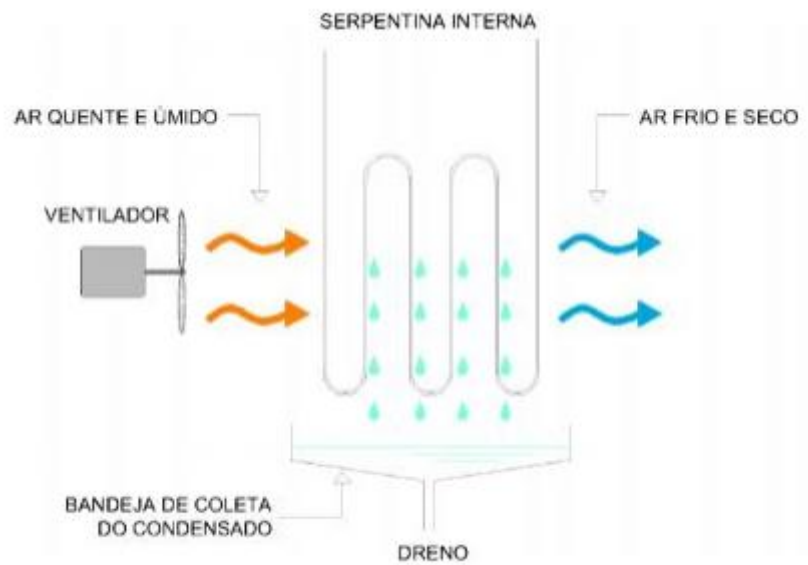 SERPENTINA INTERNA
AR QUENTE E ÚMIDO
AR FRIO E SECO
VENTILADOR
BANDEJA DE COLETA
DO CONDENSADO
DRENO